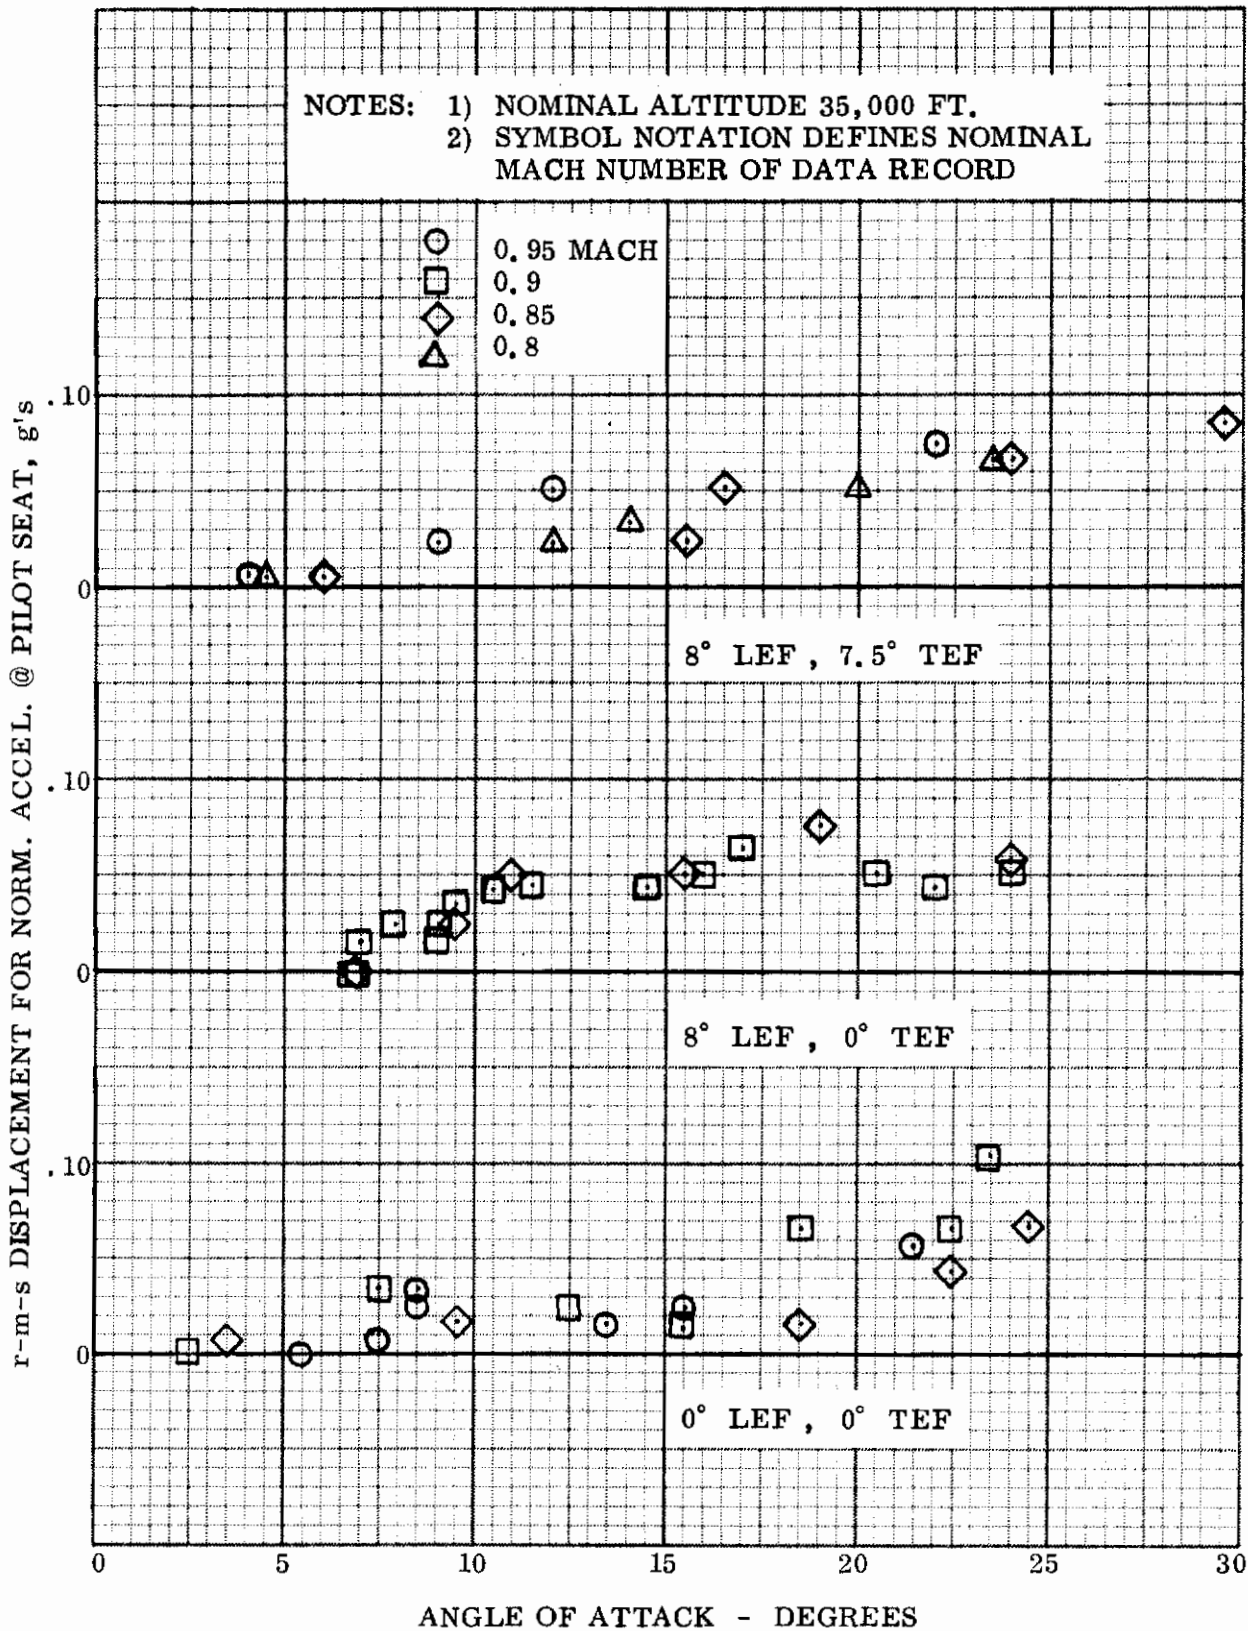 NOTES: 1) NOMINAL ALTITUDE 35,000 FT.
2) SYMBOL NOTATION DEFINES NOMINAL
MACH NUMBER OF DATA RECORD
0.95 MACH
0.9
0.85
0.8
r-m-s DISPLACEMENT FOR NORM. ACCEL. @ PILOT SEAT, g's
.10
0
8° LEF, 7.5° TEF
.10
0
8° LEF, 0° TEF
.10
0
0° LEF, 0° TEF
0 5 10 15 20 25 30
ANGLE OF ATTACK - DEGREES